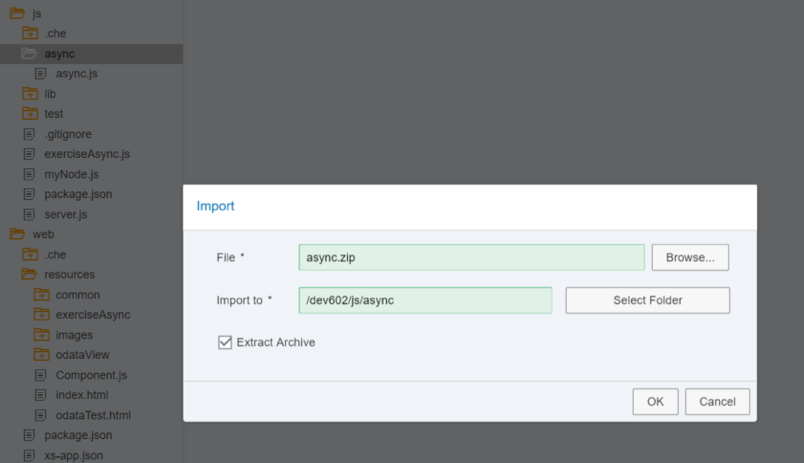 js
.che
async
async.js
lib
test
.gitignore
exerciseAsync.js
myNode.js
package.json
server.js
web
.che
resources
common
exerciseAsync
images
odataView
Component.js
index.html
odataTest.html
package.json
xs-app.json
Import
File * async.zip Browse...
Import to * /dev602/js/async Select Folder
Extract Archive
OK Cancel